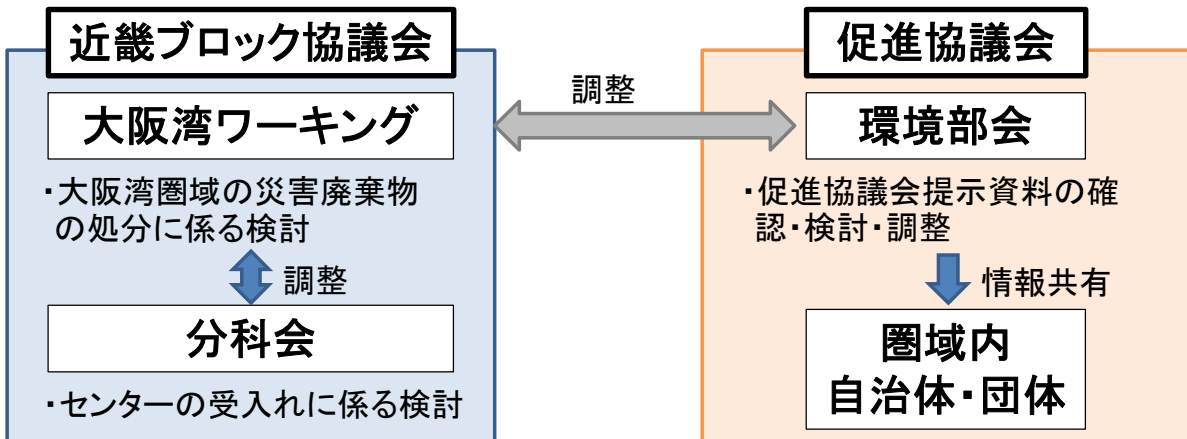 近畿ブロック協議会
大阪湾ワーキング
・大阪湾圏域の災害廃棄物
の処分に係る検討
調整
分科会
・センターの受入れに係る検討
調整
促進協議会
環境部会
・促進協議会提示資料の確
認・検討・調整
情報共有
圏域内
自治体・団体